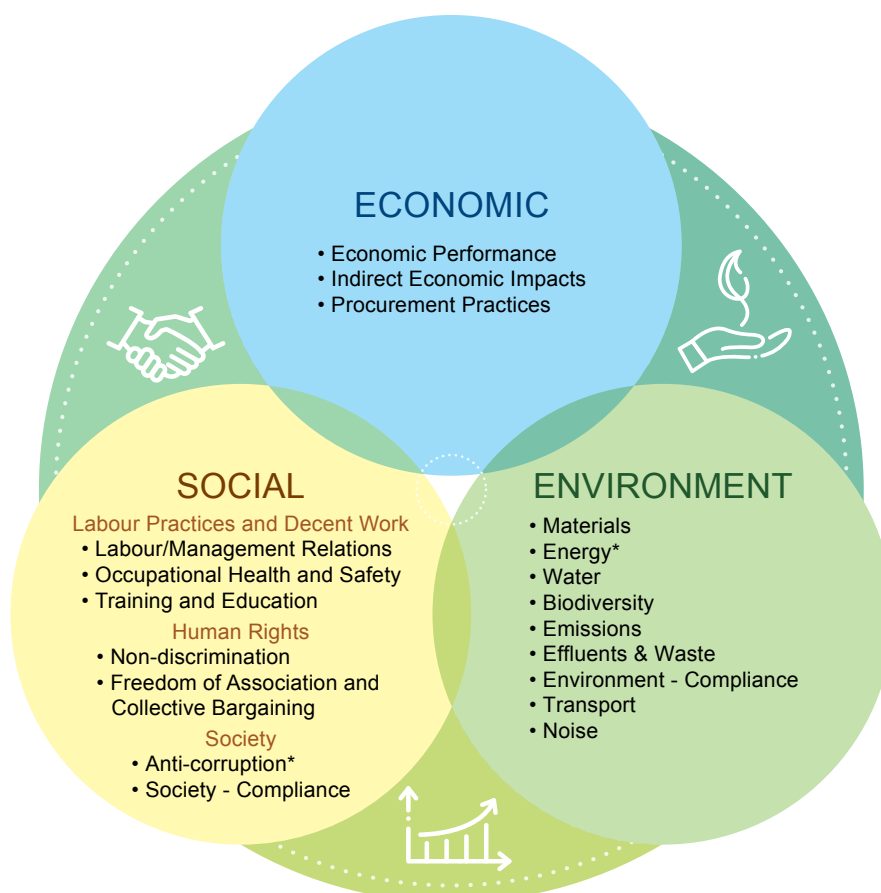 ECONOMIC
• Economic Performance
• Indirect Economic Impacts
• Procurement Practices
SOCIAL
Labour Practices and Decent Work
• Labour/Management Relations
• Occupational Health and Safety
• Training and Education
Human Rights
• Non-discrimination
• Freedom of Association and
Collective Bargaining
Society
• Anti-corruption*
• Society - Compliance
ENVIRONMENT
• Materials
• Energy*
• Water
• Biodiversity
• Emissions
• Effluents & Waste
• Environment - Compliance
• Transport
• Noise